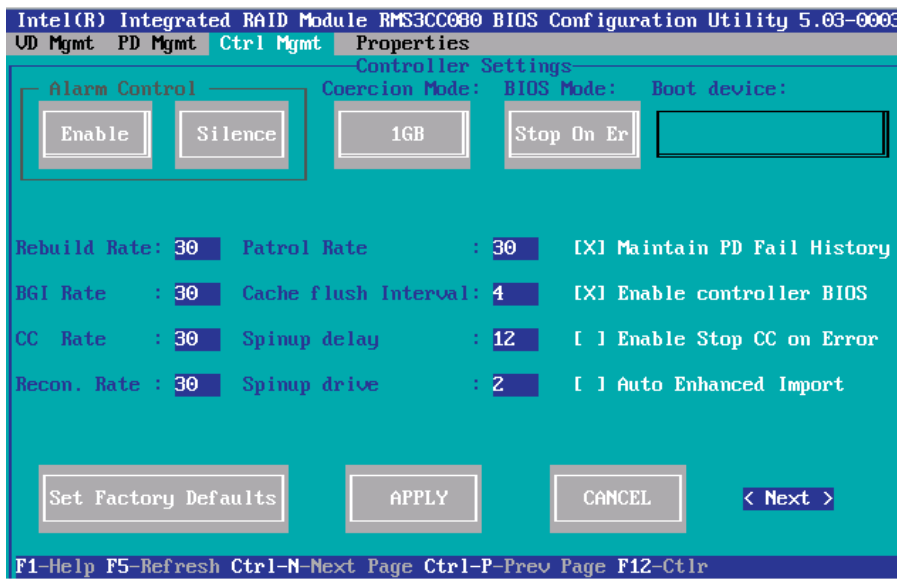 Intel(R) Integrated RAID Module RMS3CC080 BIOS Configuration Utility 5.03-0003
VD Mgmt PD Mgmt Ctrl Mgmt Properties
Controller Settings
Alarm Control Coercion Mode: BIOS Mode: Boot device:
Enable Silence 1GB Stop On Er
Rebuild Rate: 30 Patrol Rate : 30 [X] Maintain PD Fail History
BGI Rate : 30 Cache flush Interval: 4 [X] Enable controller BIOS
CC Rate : 30 Spinup delay : 12 [ ] Enable Stop CC on Error
Recon. Rate : 30 Spinup drive : 2 [ ] Auto Enhanced Import
Set Factory Defaults APPLY CANCEL < Next >
F1-Help F5-Refresh Ctrl-N-Next Page Ctrl-P-Prev Page F12-Ctlr